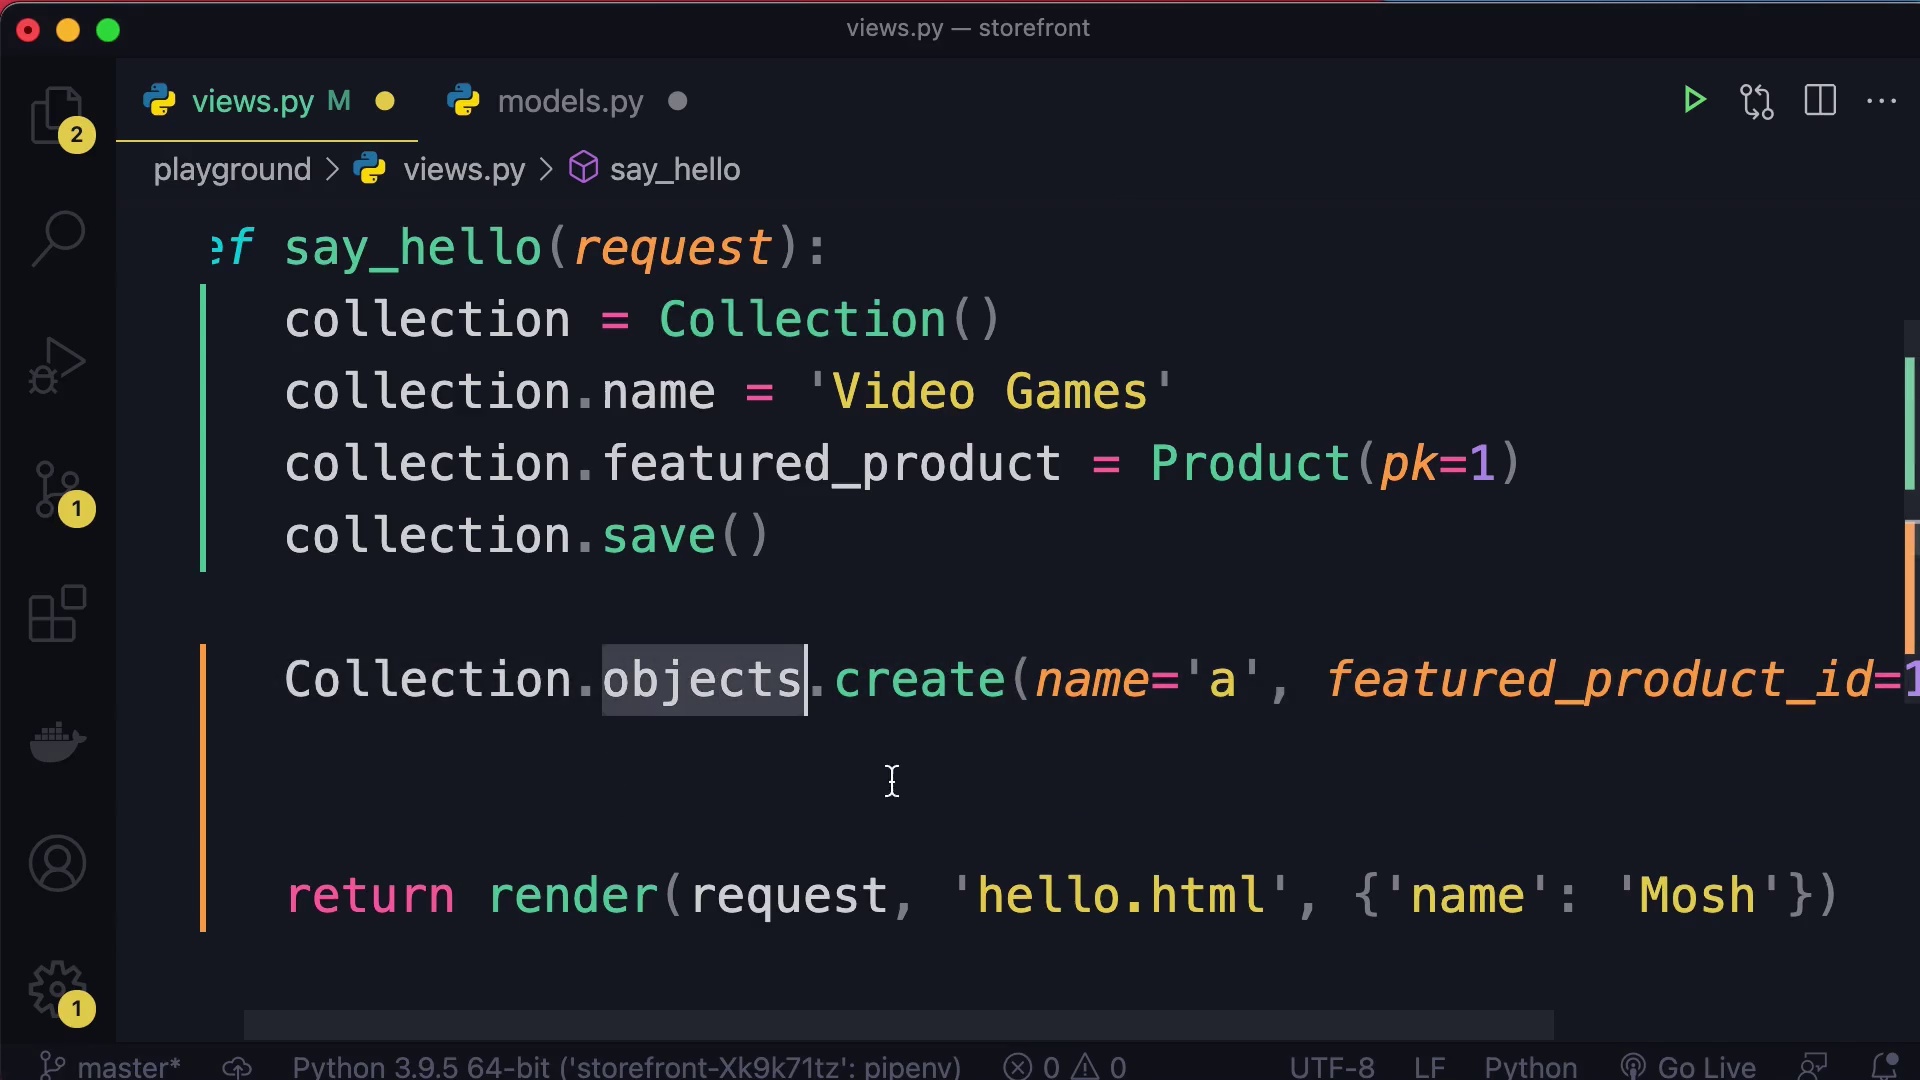 views.py — storefront
views.py M models.py
2
playground > views.py > say_hello
ef say_hello(request):
collection = Collection()
collection.name = 'Video Games'
collection.featured_product = Product(pk=1)
collection.save()
1
Collection.objects.create(name='a', featured_product_id=1
return render(request, 'hello.html', {'name': 'Mosh'})
1
master* Python 3.9.5 64-bit ('storefront-Xk9k71tz': pipenv) 0 0 UTF-8 LF Python Go Live